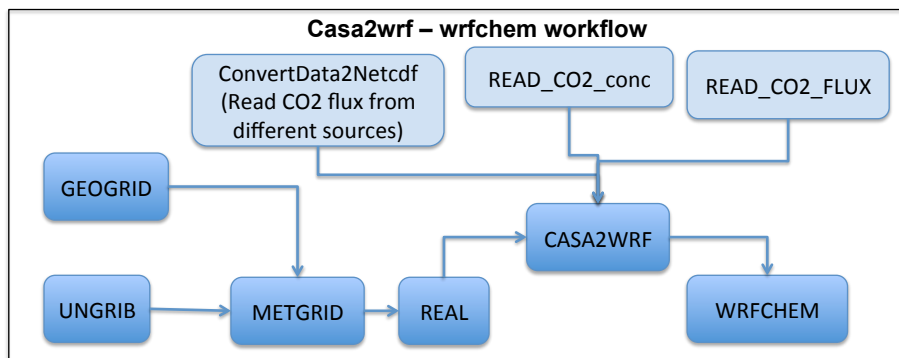 Casa2wrf – wrfchem workflow
ConvertData2Netcdf
(Read CO2 flux from
different sources)
READ_CO2_conc
READ_CO2_FLUX
GEOGRID
CASA2WRF
UNGRIB
METGRID
REAL
WRFCHEM